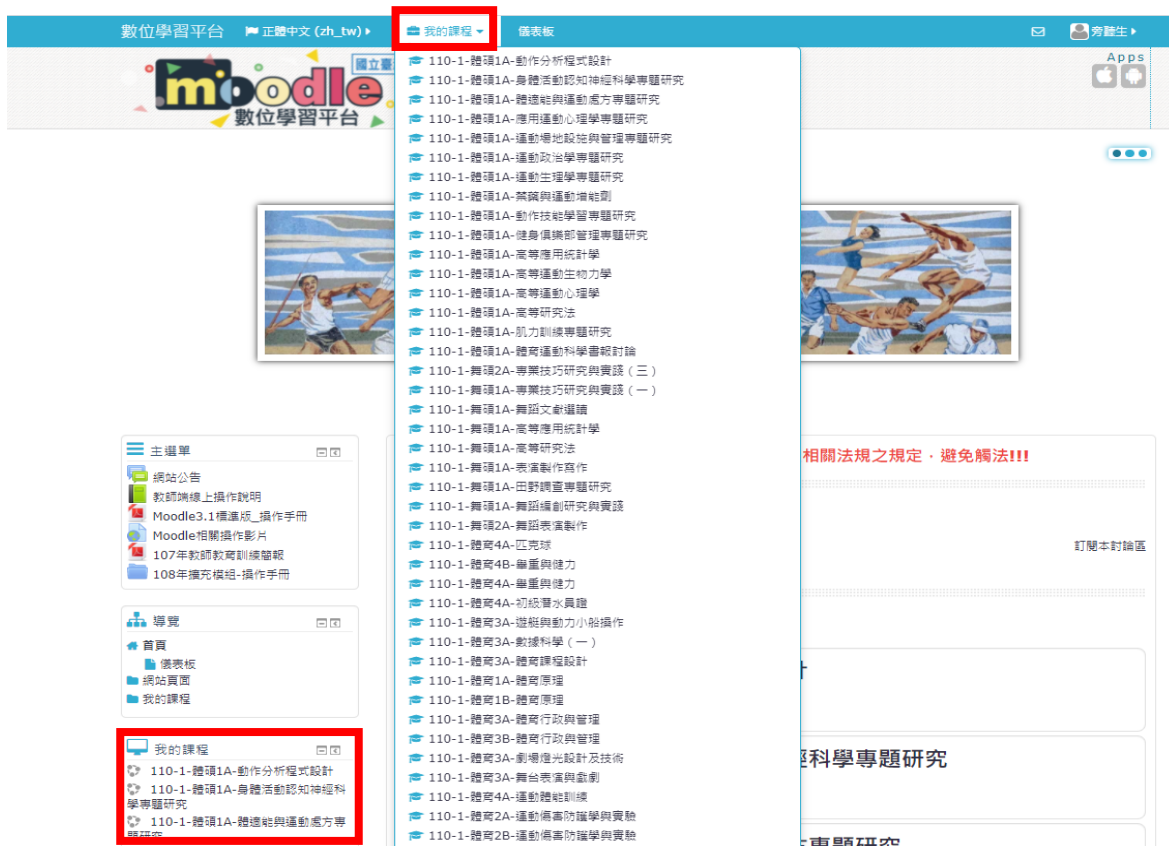 數位學習平台
正體中文 (zh_tw)
我的課程
儀表板
旁聽生
國立臺
moodle
數位學習平台
Apps
110-1-體碩1A-動作分析程式設計
110-1-體碩1A-身體活動認知神經科學專題研究
110-1-體碩1A-體適能與運動處方專題研究
110-1-體碩1A-應用運動心理學專題研究
110-1-體碩1A-運動場地設施與管理專題研究
110-1-體碩1A-運動政治學專題研究
110-1-體碩1A-運動生理學專題研究
110-1-體碩1A-禁藥與運動增能劑
110-1-體碩1A-動作技能學習專題研究
110-1-體碩1A-健身俱樂部管理專題研究
110-1-體碩1A-高等應用統計學
110-1-體碩1A-高等運動生物力學
110-1-體碩1A-高等運動心理學
110-1-體碩1A-高等研究法
110-1-體碩1A-肌力訓練專題研究
110-1-體碩1A-體育運動科學書報討論
110-1-舞碩2A-專業技巧研究與實踐(三)
110-1-舞碩1A-專業技巧研究與實踐(一)
110-1-舞碩1A-舞蹈文獻選讀
110-1-舞碩1A-高等應用統計學
110-1-舞碩1A-高等研究法
110-1-舞碩1A-表演製作寫作
110-1-舞碩1A-田野調查專題研究
110-1-舞碩1A-舞蹈編創研究與實踐
110-1-舞碩2A-舞蹈表演製作
110-1-體育4A-匹克球
110-1-體育4B-舉重與健力
110-1-體育4A-舉重與健力
110-1-體育4A-初級潛水員證
110-1-體育3A-遊艇與動力小船操作
110-1-體育3A-數據科學(一)
110-1-體育3A-體育課程設計
110-1-體育1A-體育原理
110-1-體育1B-體育原理
110-1-體育3A-體育行政與管理
110-1-體育3B-體育行政與管理
110-1-體育3A-劇場燈光設計及技術
110-1-體育3A-舞台表演與戲劇
110-1-體育4A-運動體能訓練
110-1-體育2A-運動傷害防護學與實驗
110-1-體育2B-運動傷害防護學與實驗
主選單
網站公告
教師端線上操作說明
Moodle3.1標準版_操作手冊
Moodle相關操作影片
107年教師教育訓練簡報
108年擴充模組-操作手冊
導覽
首頁
儀表板
網站頁面
我的課程
我的課程
110-1-體碩1A-動作分析程式設計
110-1-體碩1A-身體活動認知神經科
學專題研究
110-1-體碩1A-體適能與運動處方專
題研究
相關法規之規定,避免觸法!!!
訂閱本討論區
計
經科學專題研究
方專題研究